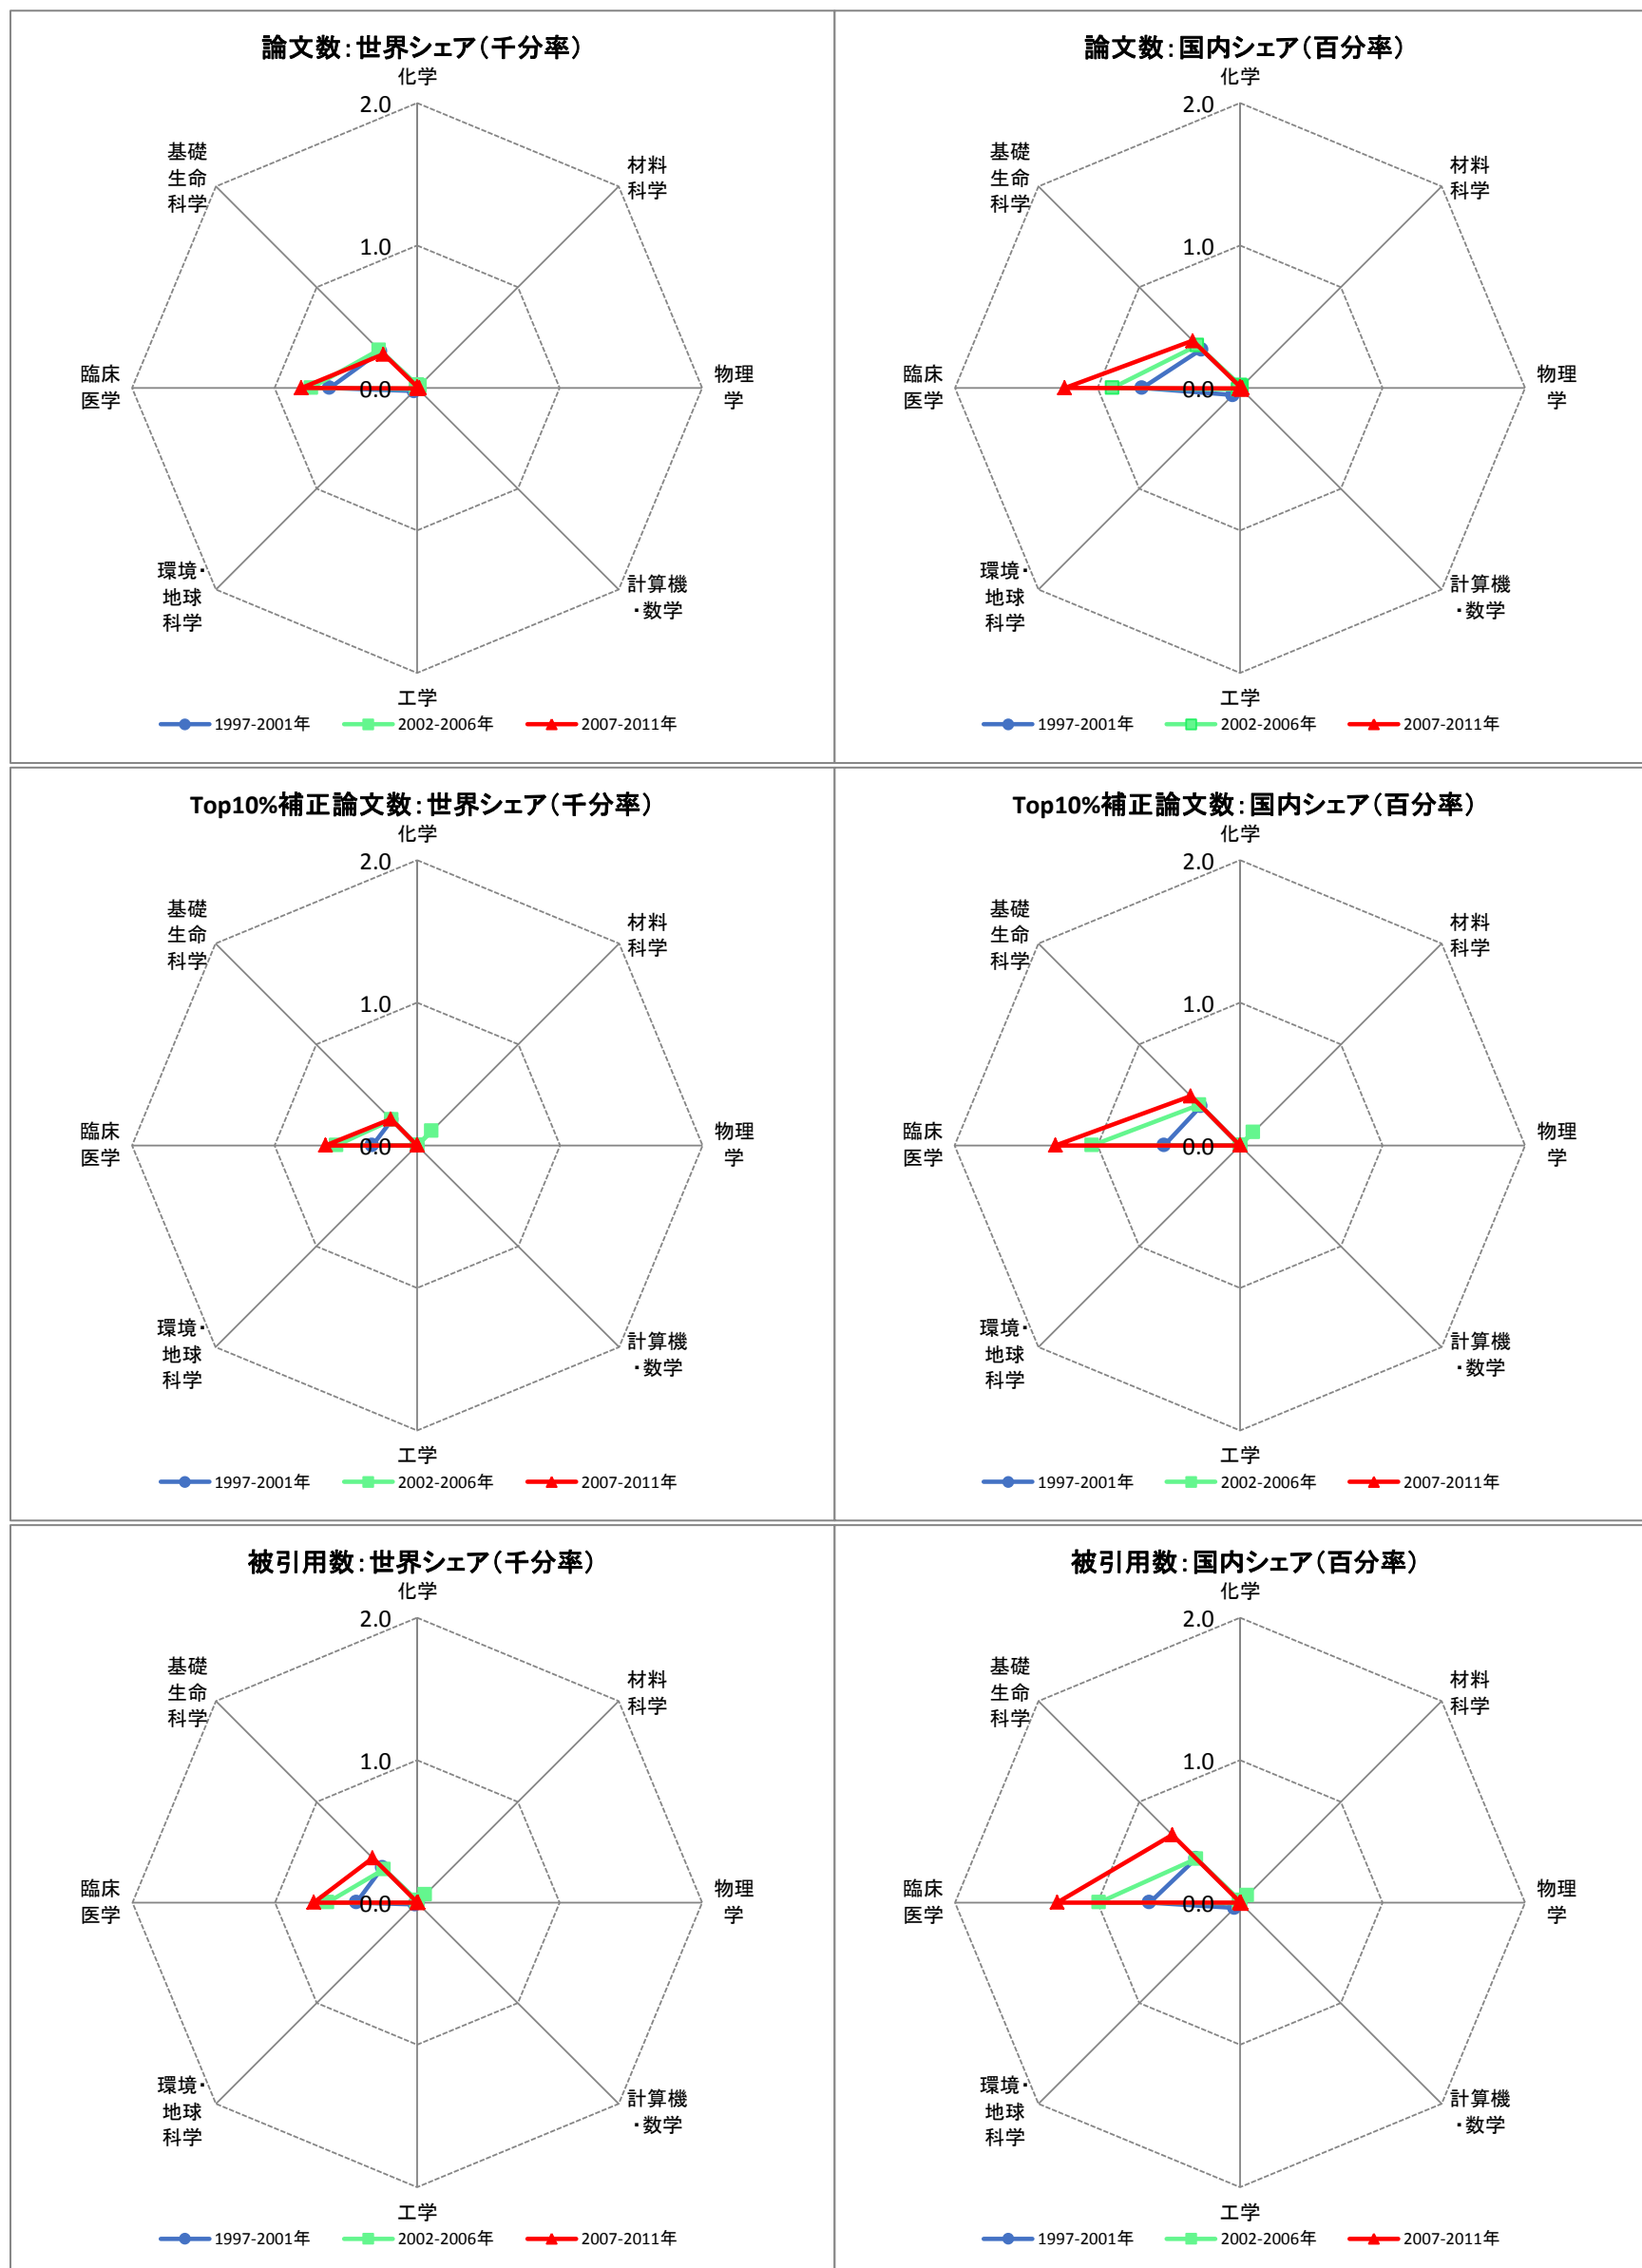 論文数：世界シェア（千分率）
化学
2.0
基礎
生命
科学
材料
科学
1.0
臨床
医学
0.0
物理
学
環境・
地球
科学
計算機
・数学
工学
1997-2001年 2002-2006年 2007-2011年
論文数：国内シェア（百分率）
化学
2.0
基礎
生命
科学
材料
科学
1.0
臨床
医学
0.0
物理
学
環境・
地球
科学
計算機
・数学
工学
1997-2001年 2002-2006年 2007-2011年
Top10%補正論文数：世界シェア（千分率）
化学
2.0
基礎
生命
科学
材料
科学
1.0
臨床
医学
0.0
物理
学
環境・
地球
科学
計算機
・数学
工学
1997-2001年 2002-2006年 2007-2011年
Top10%補正論文数：国内シェア（百分率）
化学
2.0
基礎
生命
科学
材料
科学
1.0
臨床
医学
0.0
物理
学
環境・
地球
科学
計算機
・数学
工学
1997-2001年 2002-2006年 2007-2011年
被引用数：世界シェア（千分率）
化学
2.0
基礎
生命
科学
材料
科学
1.0
臨床
医学
0.0
物理
学
環境・
地球
科学
計算機
・数学
工学
1997-2001年 2002-2006年 2007-2011年
被引用数：国内シェア（百分率）
化学
2.0
基礎
生命
科学
材料
科学
1.0
臨床
医学
0.0
物理
学
環境・
地球
科学
計算機
・数学
工学
1997-2001年 2002-2006年 2007-2011年